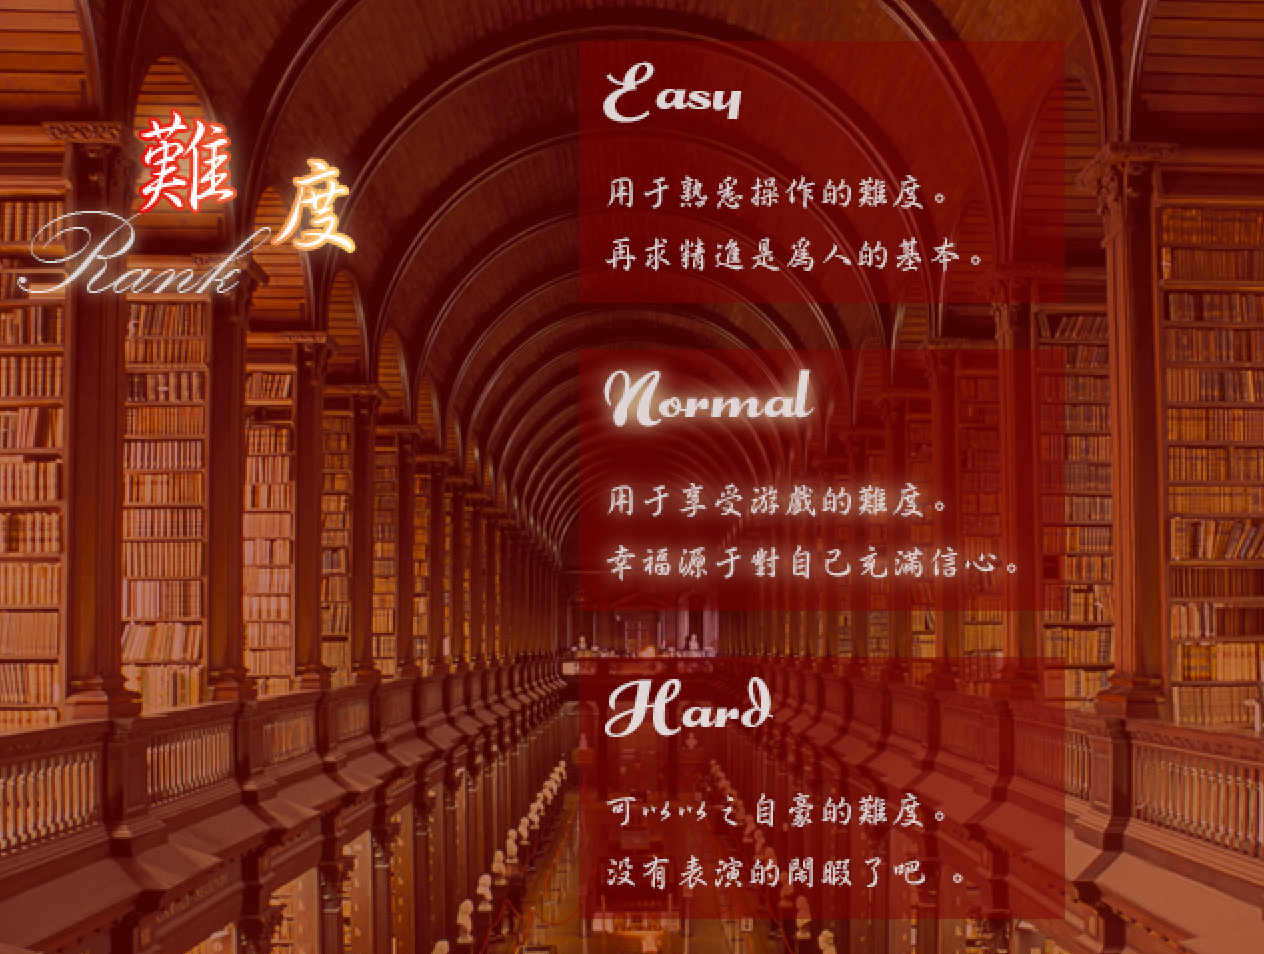 難度
Rank
Easy
用于熟悉操作的難度。
再求精進是爲人的基本。
Normal
用于享受游戲的難度。
幸福源于對自己充滿信心。
Hard
可以以之自豪的難度。
没有表演的閑暇了吧 。